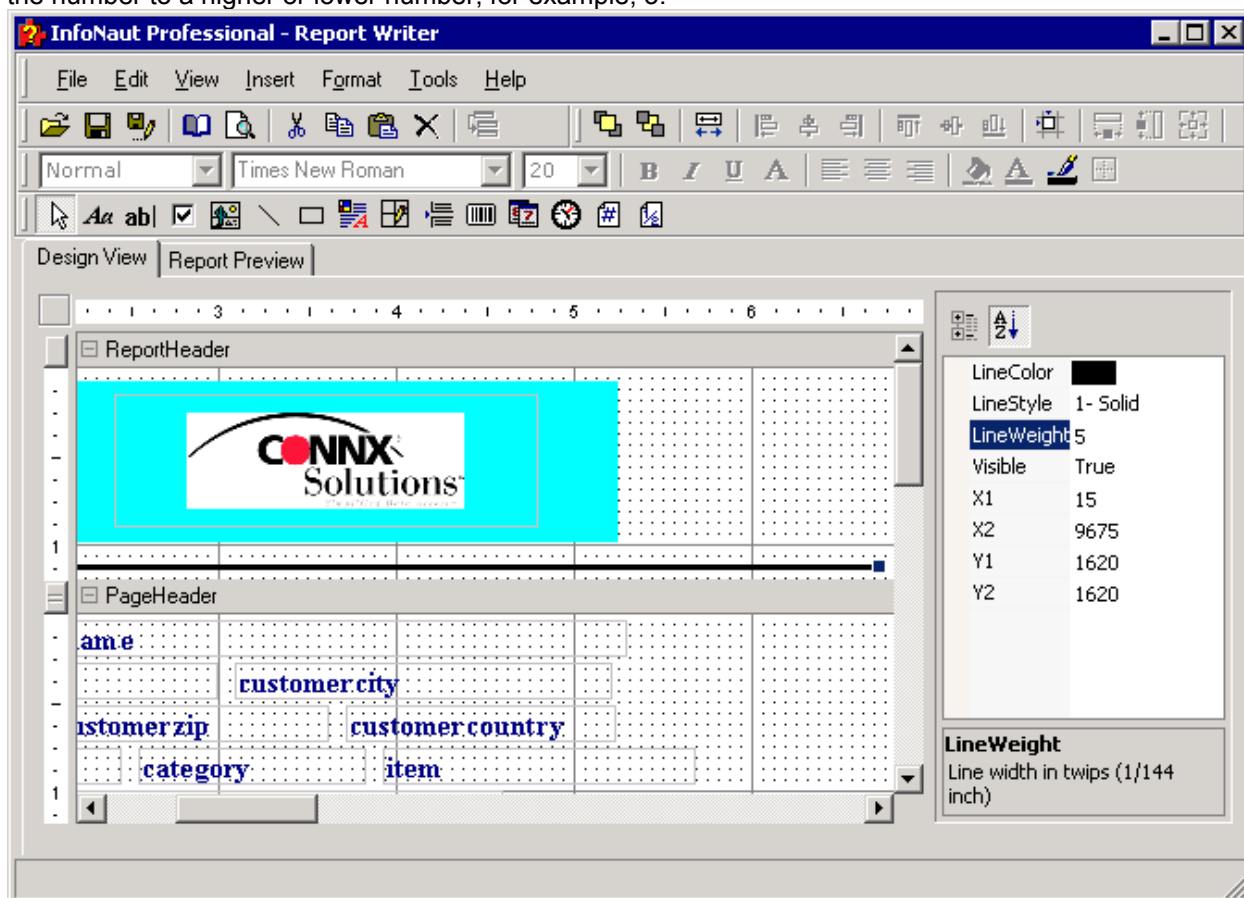 the number to a higher or lower number, for example, 5.
InfoNaut Professional - Report Writer
File Edit View Insert Format Tools Help
Normal Times New Roman 20 B I U A
Aa ab|
Design View Report Preview
3 4 5 6
ReportHeader
CONNX
Solutions
1
PageHeader
ame
customer city
ustomer zip customer country
category item
1
LineColor
LineStyle 1- Solid
LineWeight 5
Visible True
X1 15
X2 9675
Y1 1620
Y2 1620
LineWeight
Line width in twips (1/144
inch)